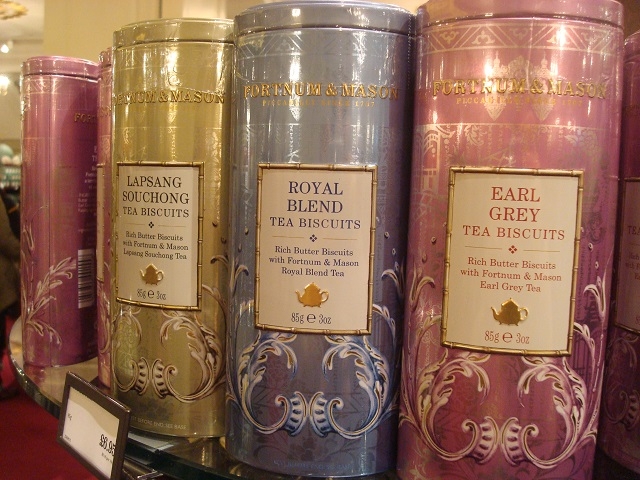 FORTNUM & MASON
LAPSANG
SOUCHONG
TEA BISCUITS
Rich Butter Biscuits
with Fortnum & Mason
Lapsang Souchong Tea
85g e 3oz
FORTNUM & MASON
ROYAL
BLEND
TEA BISCUITS
Rich Butter Biscuits
with Fortnum & Mason
Royal Blend Tea
85g e 3oz
FORTNUM & MASON
EARL
GREY
TEA BISCUITS
Rich Butter Biscuits
with Fortnum & Mason
Earl Grey Tea
85g e 3oz
£6.95